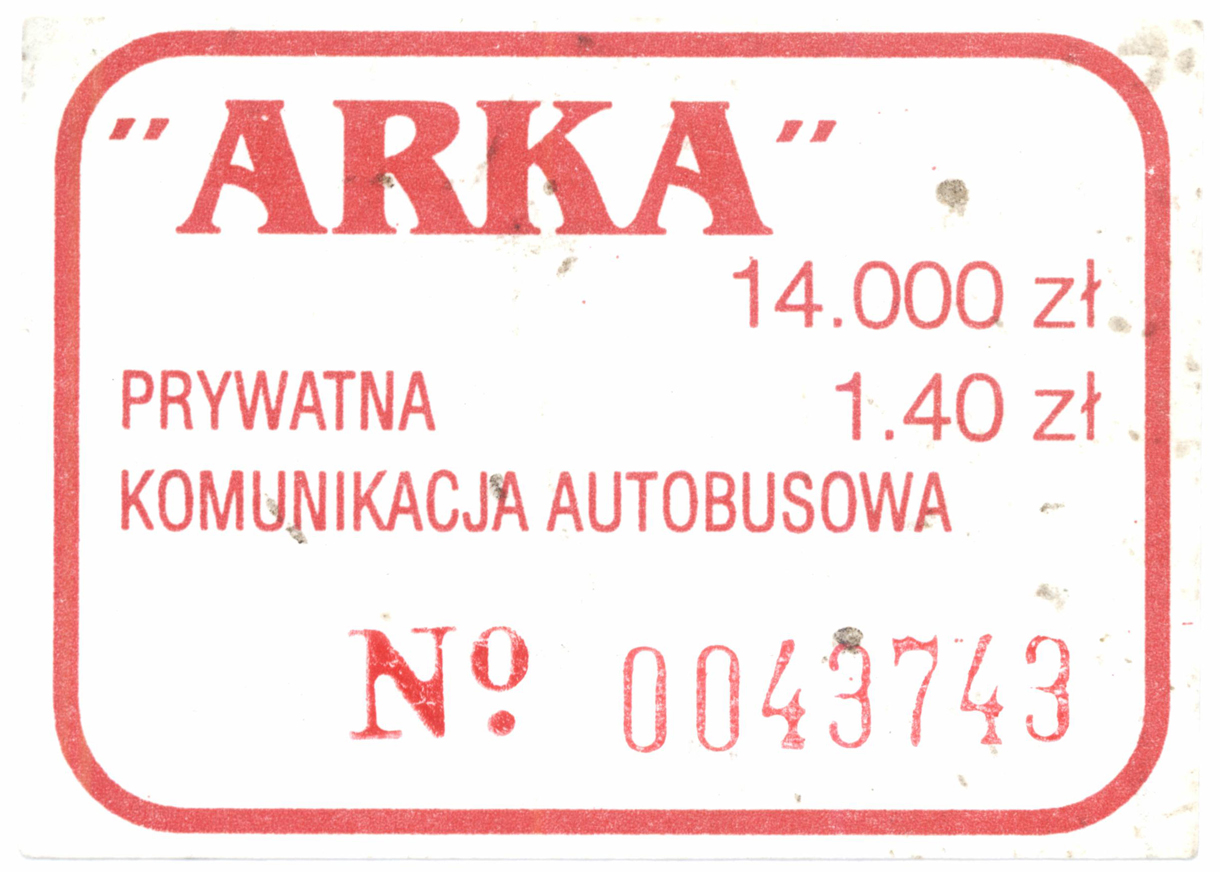 "ARKA"
14.000 zł
PRYWATNA 1.40 zł
KOMUNIKACJA AUTOBUSOWA
No 0043743